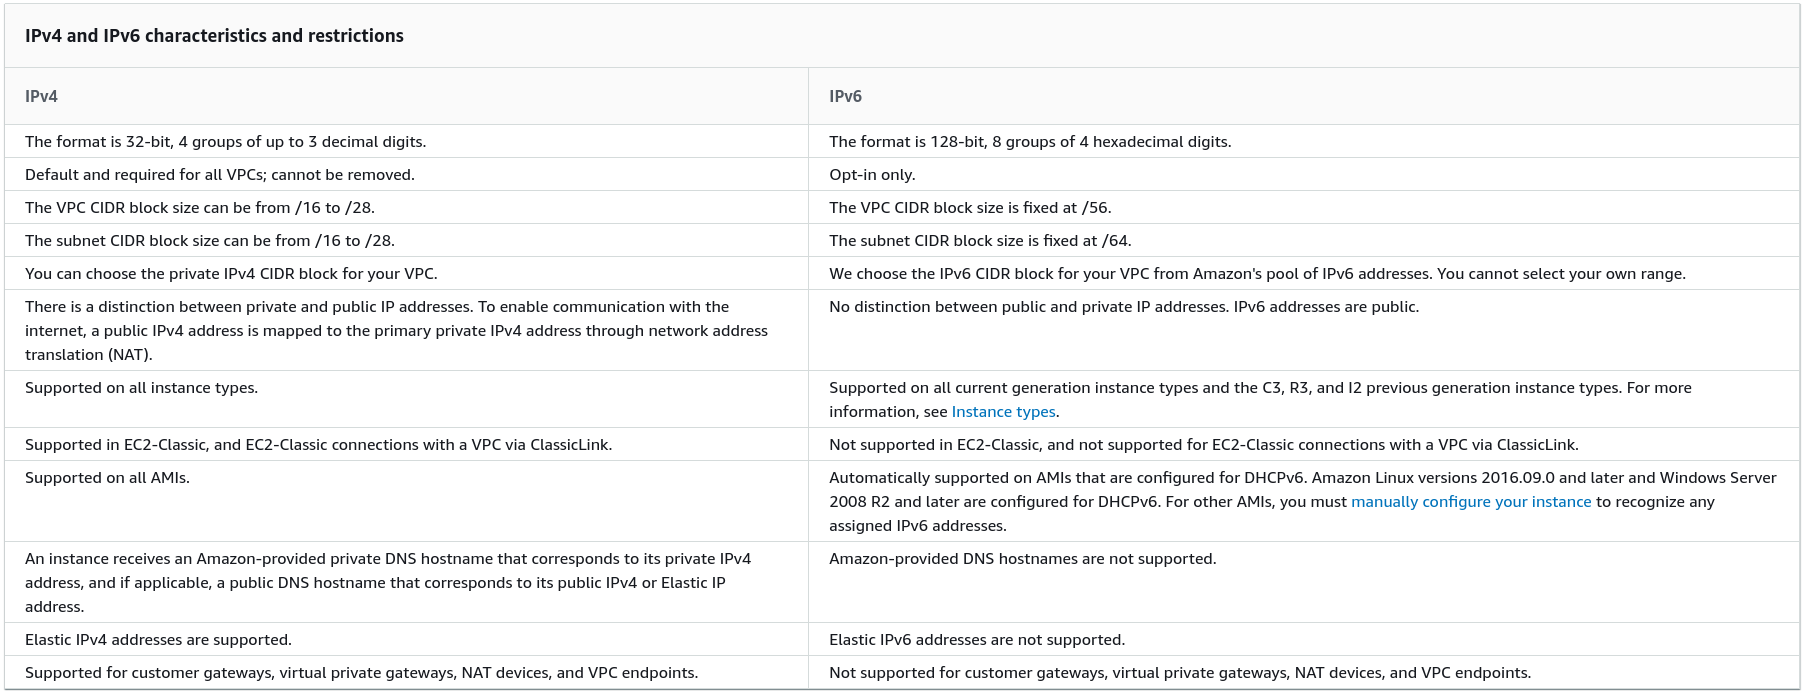 IPv4 and IPv6 characteristics and restrictions
IPv4
IPv6
The format is 32-bit, 4 groups of up to 3 decimal digits.
The format is 128-bit, 8 groups of 4 hexadecimal digits.
Default and required for all VPCs; cannot be removed.
Opt-in only.
The VPC CIDR block size can be from /16 to /28.
The VPC CIDR block size is fixed at /56.
The subnet CIDR block size can be from /16 to /28.
The subnet CIDR block size is fixed at /64.
You can choose the private IPv4 CIDR block for your VPC.
We choose the IPv6 CIDR block for your VPC from Amazon's pool of IPv6 addresses. You cannot select your own range.
There is a distinction between private and public IP addresses. To enable communication with the
internet, a public IPv4 address is mapped to the primary private IPv4 address through network address
translation (NAT).
No distinction between public and private IP addresses. IPv6 addresses are public.
Supported on all instance types.
Supported on all current generation instance types and the C3, R3, and I2 previous generation instance types. For more
information, see Instance types.
Supported in EC2-Classic, and EC2-Classic connections with a VPC via ClassicLink.
Not supported in EC2-Classic, and not supported for EC2-Classic connections with a VPC via ClassicLink.
Supported on all AMIs.
Automatically supported on AMIs that are configured for DHCPv6. Amazon Linux versions 2016.09.0 and later and Windows Server
2008 R2 and later are configured for DHCPv6. For other AMIs, you must manually configure your instance to recognize any
assigned IPv6 addresses.
An instance receives an Amazon-provided private DNS hostname that corresponds to its private IPv4
address, and if applicable, a public DNS hostname that corresponds to its public IPv4 or Elastic IP
address.
Amazon-provided DNS hostnames are not supported.
Elastic IPv4 addresses are supported.
Elastic IPv6 addresses are not supported.
Supported for customer gateways, virtual private gateways, NAT devices, and VPC endpoints.
Not supported for customer gateways, virtual private gateways, NAT devices, and VPC endpoints.